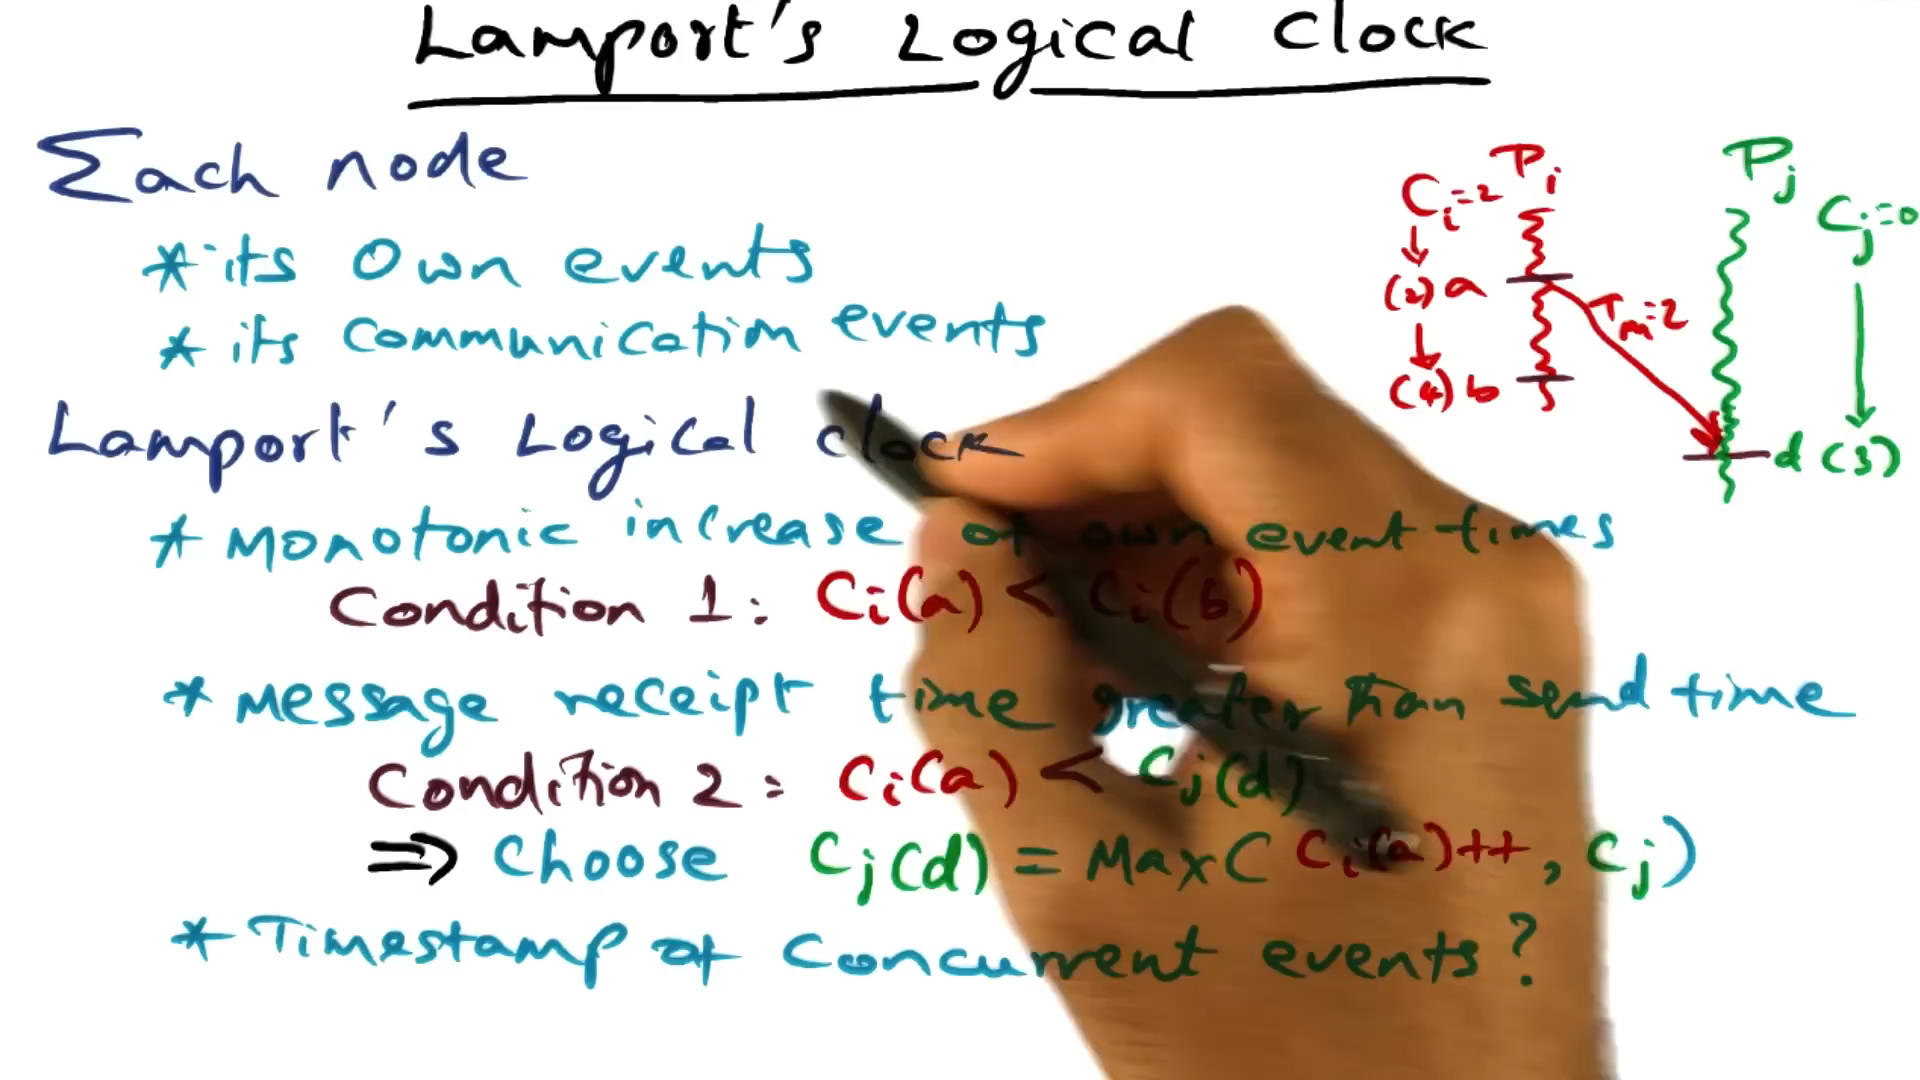 Lamport's Logical Clock
Each node
* its own events
* its communication events
Lamport's Logical clock
* Monotonic increase of own event times
Condition 1: Ci(a) < Ci(b)
* Message receipt time greater than send time
Condition 2: Ci(a) < Cj(d)
=> Choose Cj(d) = Max( Ci(a)++, Cj)
* Timestamp of concurrent events?
Pi
Ci=2
(2) a
(4) b
Tm=2
Pj
Cj=0
d (3)